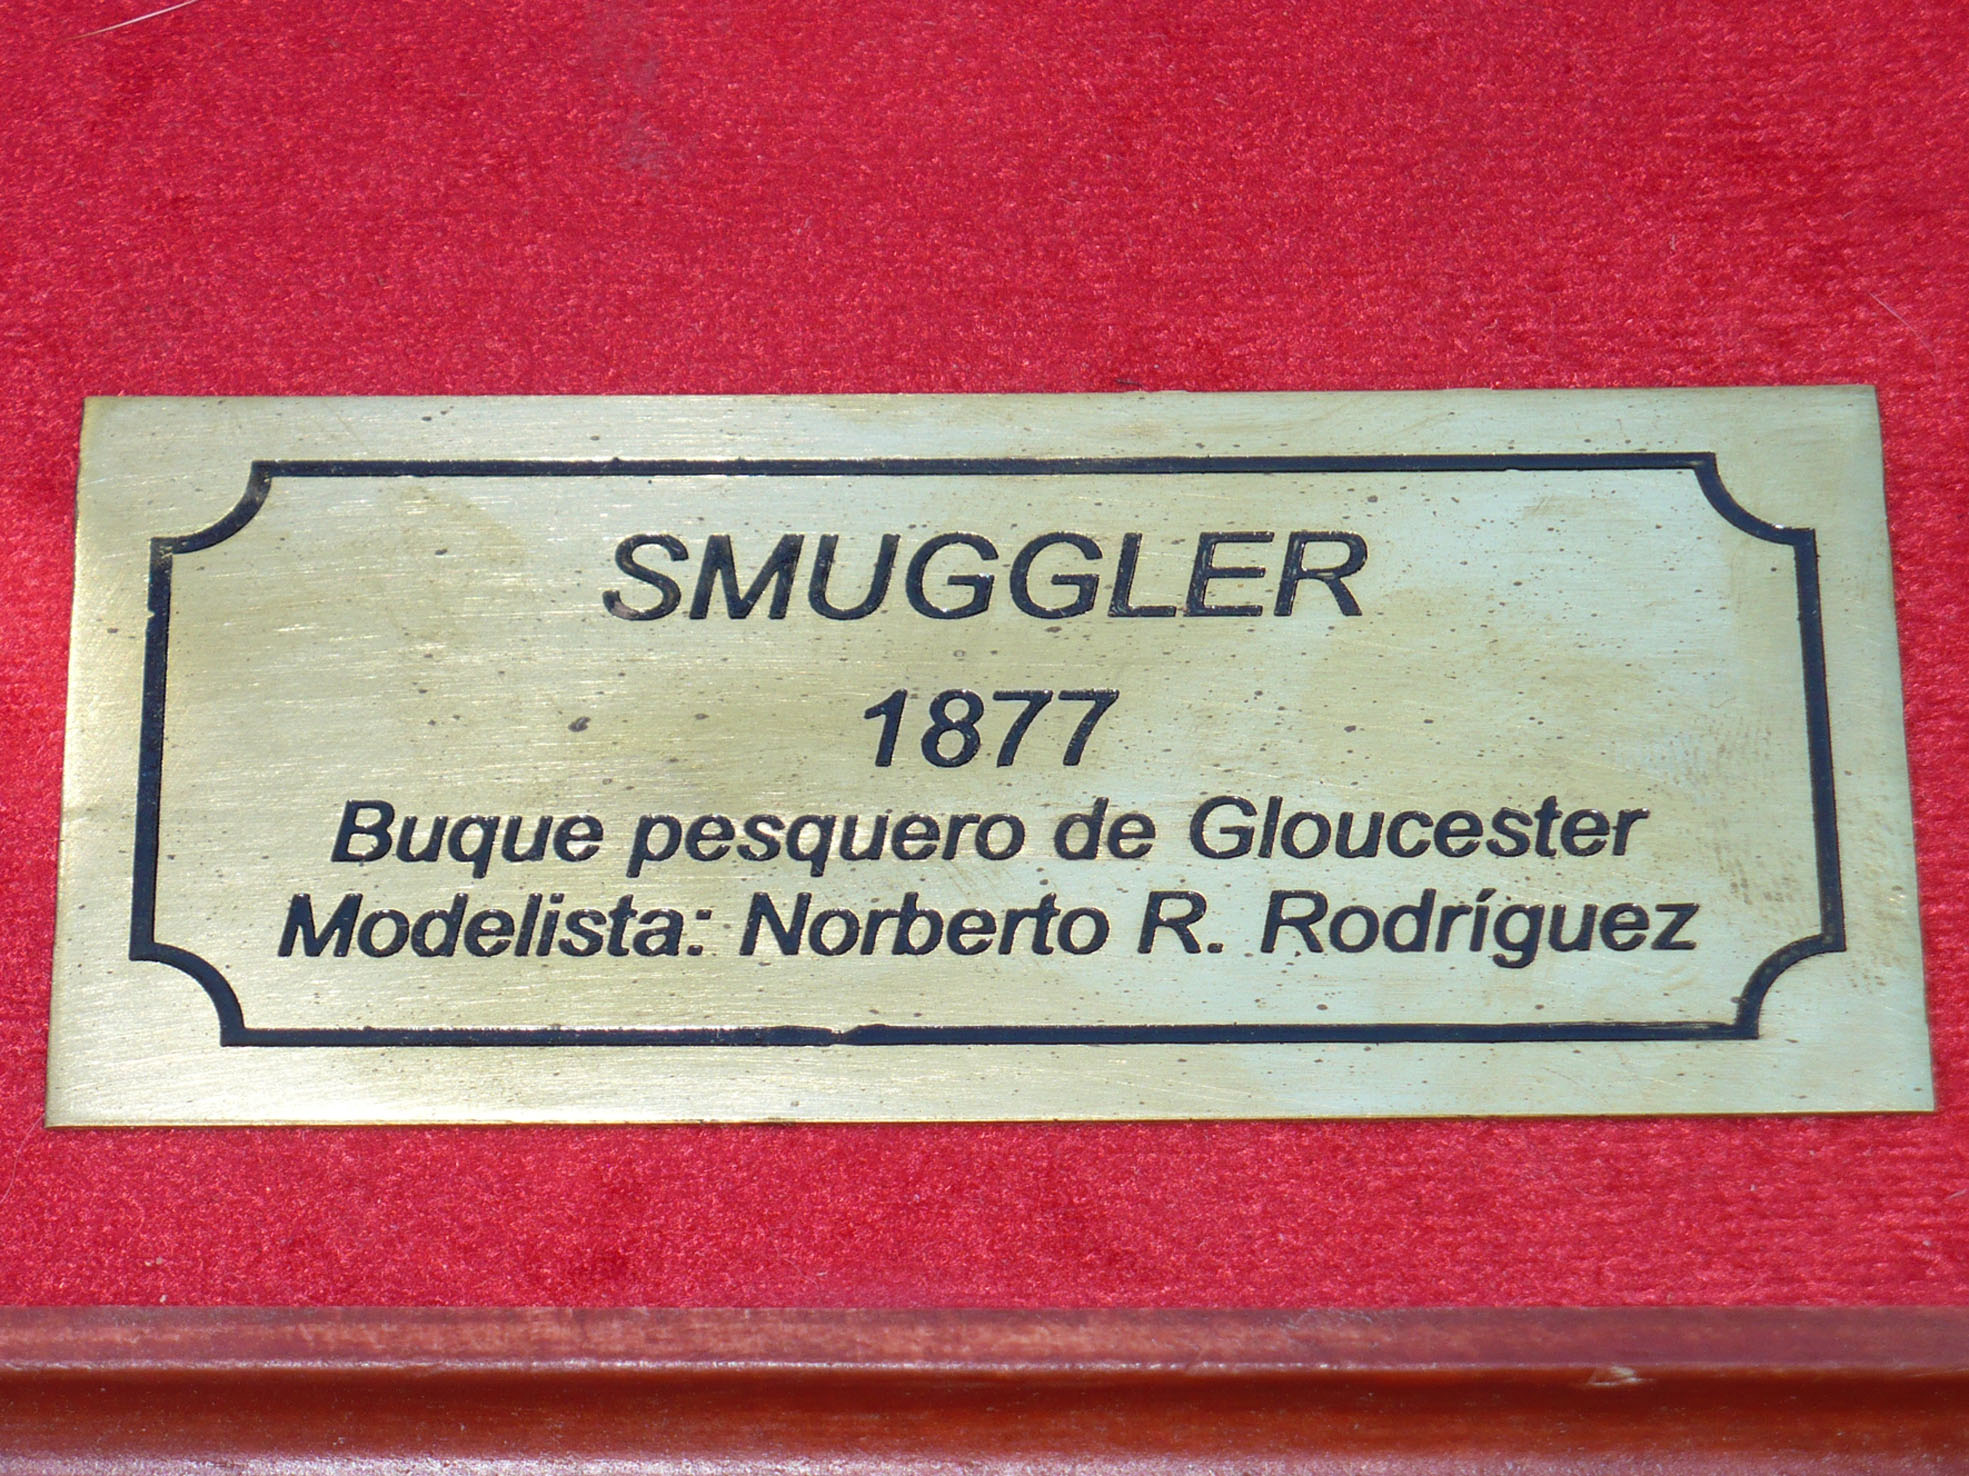 SMUGGLER
1877
Buque pesquero de Gloucester
Modelista: Norberto R. Rodríguez